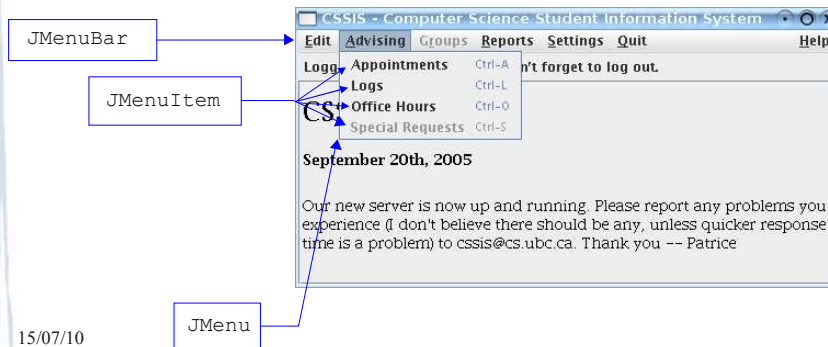 CSSIS - Computer Science Student Information System
JMenuBar
Edit Advising Groups Reports Settings Quit Help
Logg n't forget to log out.
Appointments Ctrl-A
Logs Ctrl-L
JMenuItem
Office Hours Ctrl-O
CS
Special Requests Ctrl-S
September 20th, 2005
Our new server is now up and running. Please report any problems you
experience (I don't believe there should be any, unless quicker response
time is a problem) to cssis@cs.ubc.ca. Thank you -- Patrice
JMenu
15/07/10